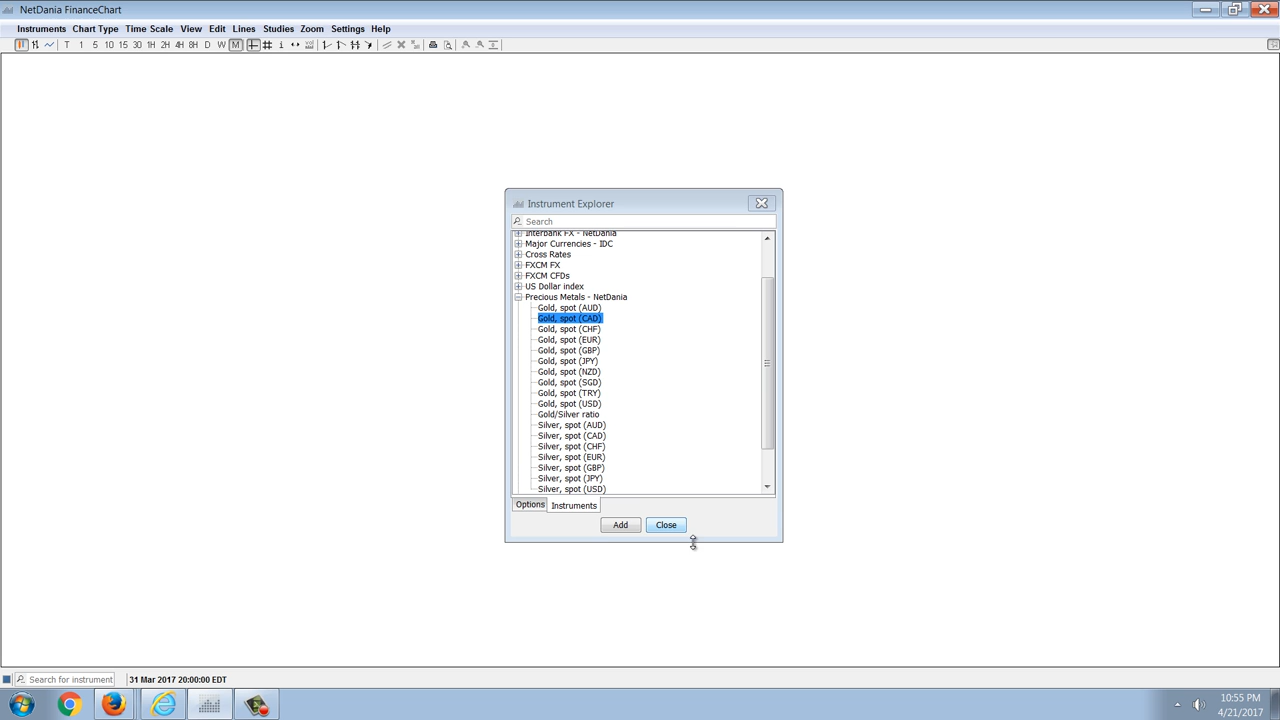 NetDania FinanceChart
Instruments Chart Type Time Scale View Edit Lines Studies Zoom Settings Help
T 1 5 10 15 30 1H 2H 4H 8H D W M
Instrument Explorer
Search
Interbank FX - NetDania
Major Currencies - IDC
Cross Rates
FXCM FX
FXCM CFDs
US Dollar index
Precious Metals - NetDania
Gold, spot (AUD)
Gold, spot (CAD)
Gold, spot (CHF)
Gold, spot (EUR)
Gold, spot (GBP)
Gold, spot (JPY)
Gold, spot (NZD)
Gold, spot (SGD)
Gold, spot (TRY)
Gold, spot (USD)
Gold/Silver ratio
Silver, spot (AUD)
Silver, spot (CAD)
Silver, spot (CHF)
Silver, spot (EUR)
Silver, spot (GBP)
Silver, spot (JPY)
Silver, spot (USD)
Options Instruments
Add Close
Search for instrument 31 Mar 2017 20:00:00 EDT
10:55 PM
4/21/2017